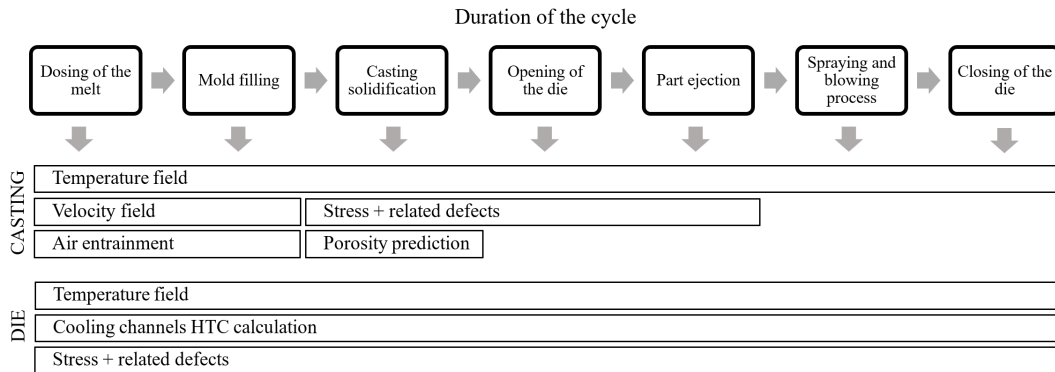 Duration of the cycle
Dosing of the
melt
Mold filling
Casting
solidification
Opening of
the die
Part ejection
Spraying and
blowing
process
Closing of the
die
CASTING
Temperature field
Velocity field
Stress + related defects
Air entrainment
Porosity prediction
DIE
Temperature field
Cooling channels HTC calculation
Stress + related defects